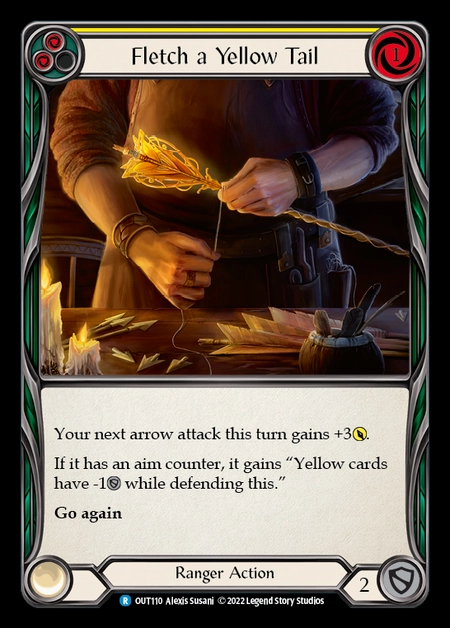 Fletch a Yellow Tail
1
Your next arrow attack this turn gains +3.
If it has an aim counter, it gains “Yellow cards
have -1 while defending this.”
Go again
Ranger Action
2
R OUT110 Alexis Susani © 2022 Legend Story Studios